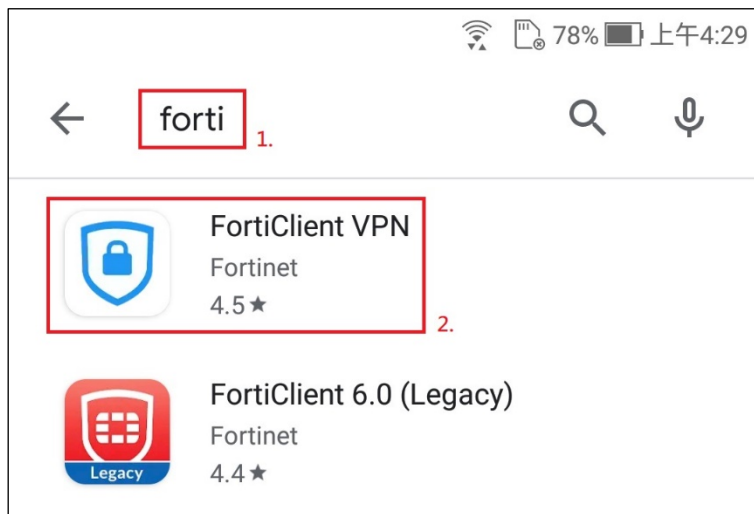 78% 上午4:29
forti
1.
FortiClient VPN
Fortinet
4.5★
2.
FortiClient 6.0 (Legacy)
Fortinet
4.4★
Legacy